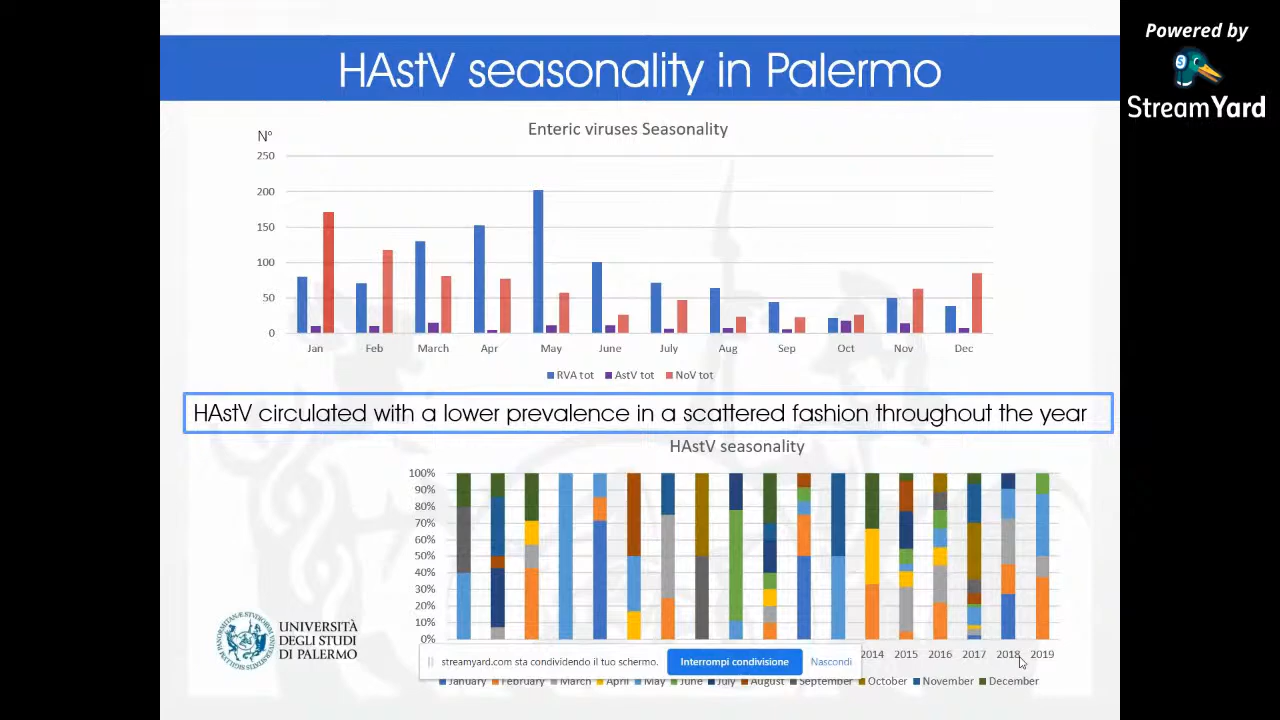 Powered by
StreamYard
HAstV seasonality in Palermo
Enteric viruses Seasonality
N°
250
200
150
100
50
0
Jan Feb March Apr May June July Aug Sep Oct Nov Dec
RVA tot AstV tot NoV tot
HAstV circulated with a lower prevalence in a scattered fashion throughout the year
HAstV seasonality
100%
90%
80%
70%
60%
50%
40%
30%
20%
10%
0%
2014 2015 2016 2017 2018 2019
January February March April May June July August September October November December
UNIVERSITÀ
DEGLI STUDI
DI PALERMO
streamyard.com sta condividendo il tuo schermo. Interrompi condivisione Nascondi